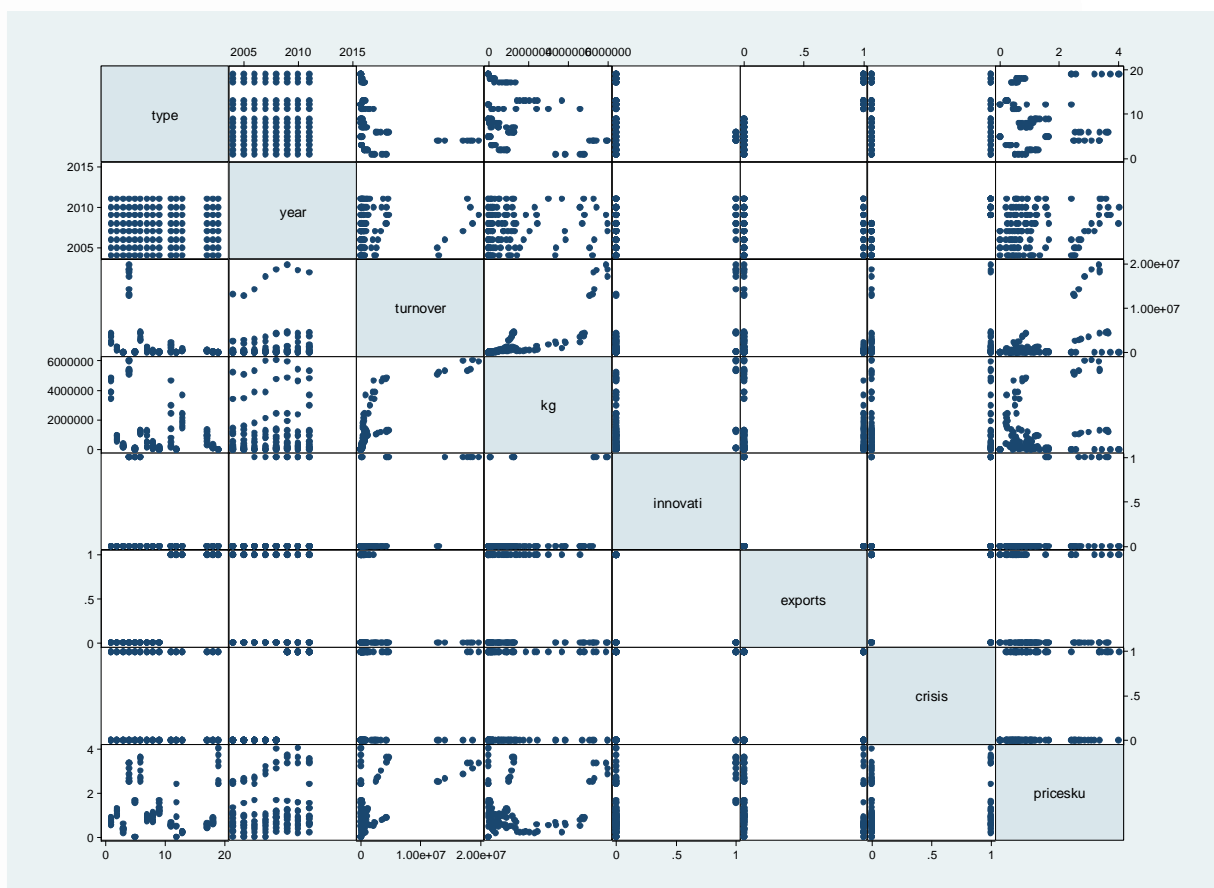 2005 2010 2015 0 2000000 4000000 6000000 0 .5 1 0 2 4
20
type 10
0
2015
2010 year
2005
2.00e+07
turnover 1.00e+07
0
6000000
4000000
kg
2000000
0
1
innovati .5
0
1
.5 exports
0
1
crisis .5
0
4
2 pricesku
0
0 10 20 0 1.00e+07 2.00e+07 0 .5 1 0 .5 1